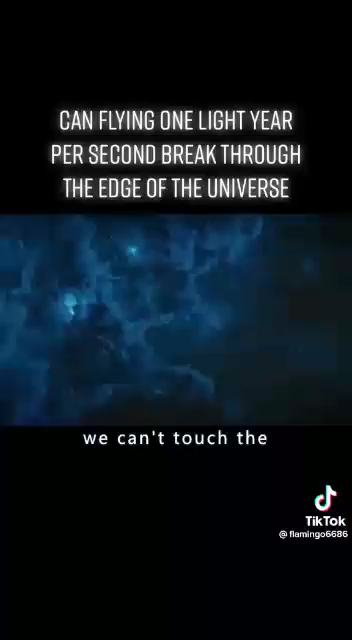 CAN FLYING ONE LIGHT YEAR
PER SECOND BREAK THROUGH
THE EDGE OF THE UNIVERSE
we can't touch the
TikTok
@ flamingo6686